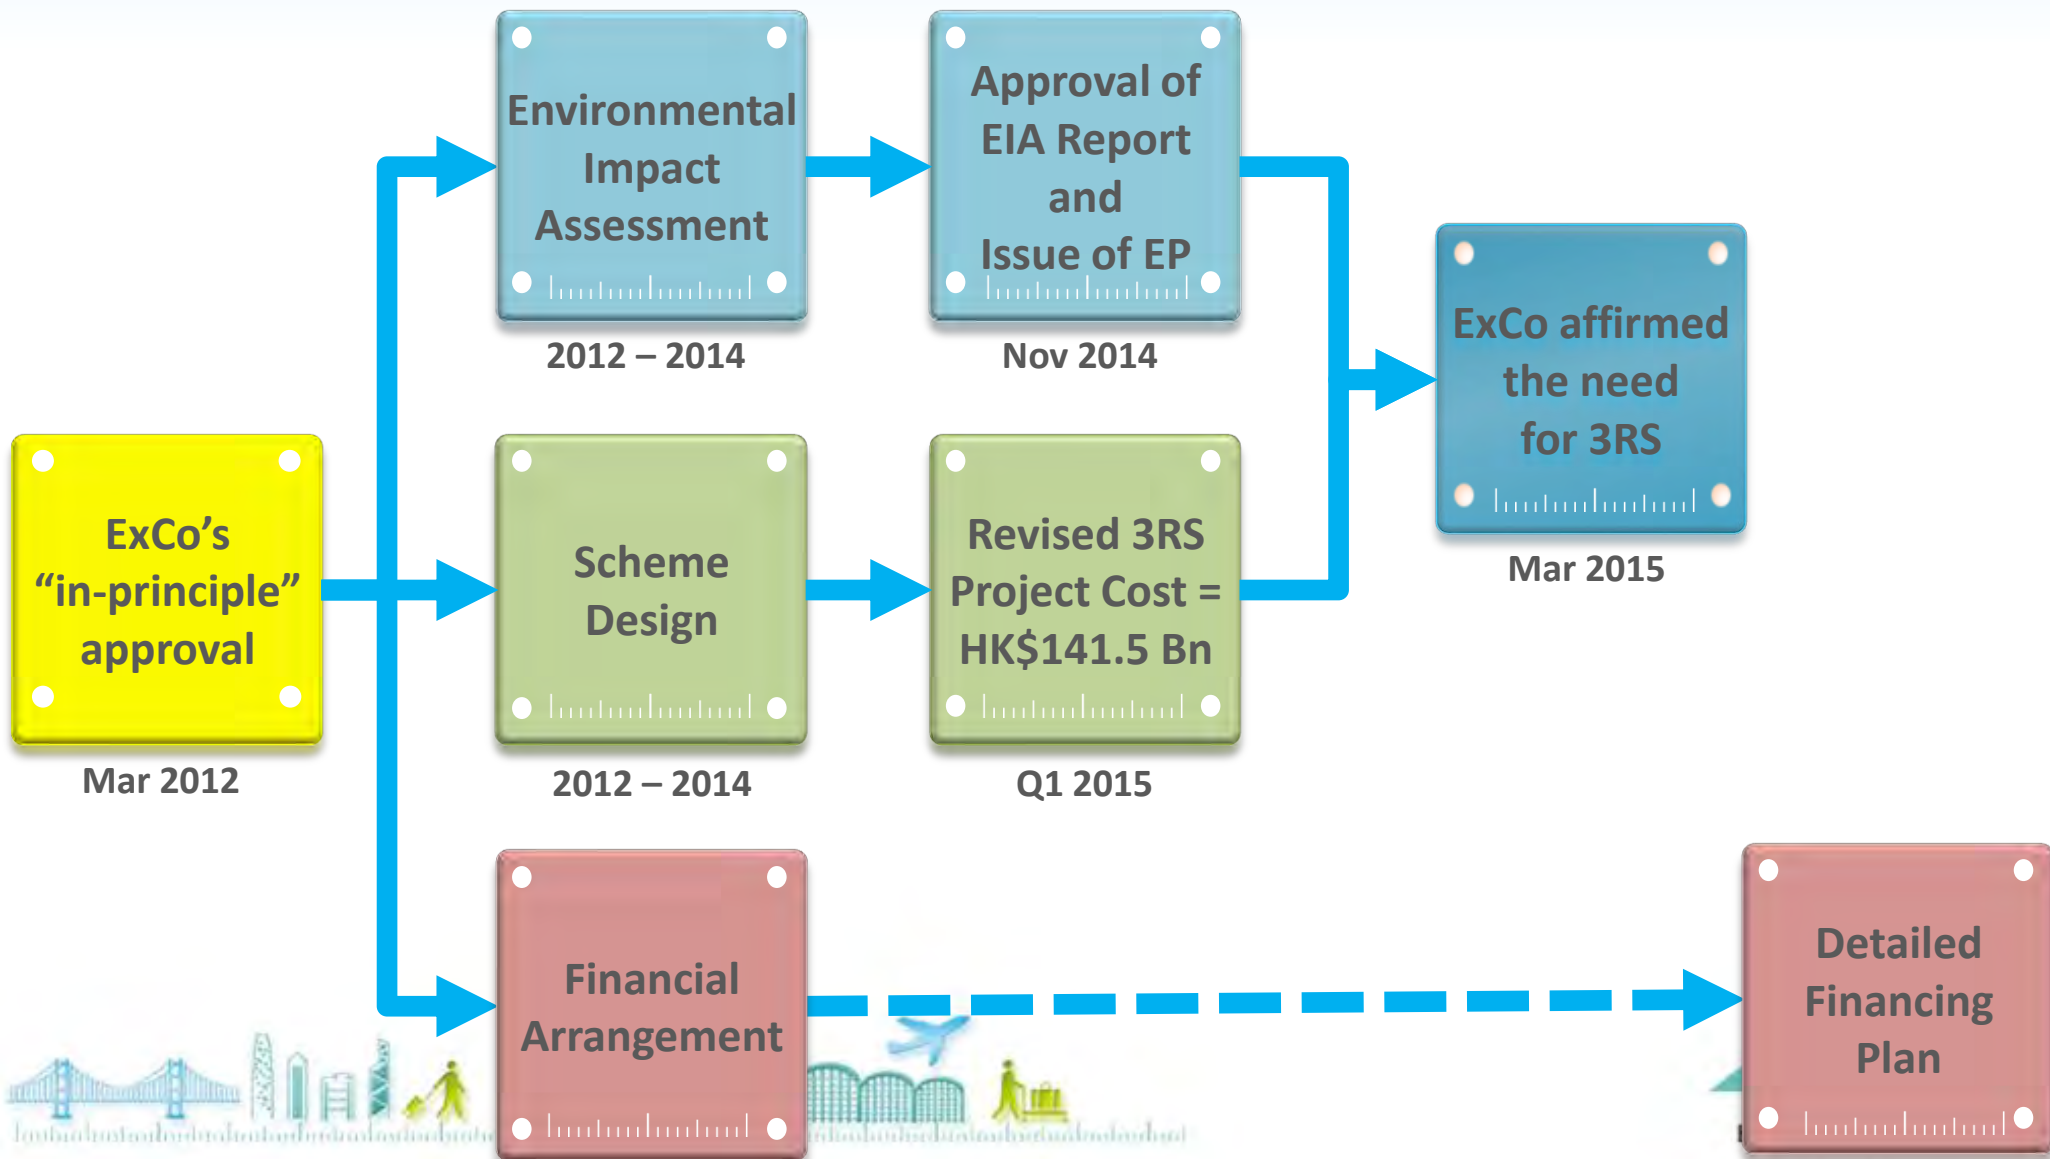 Environmental
Impact
Assessment
2012 – 2014
Approval of
EIA Report
and
Issue of EP
Nov 2014
ExCo affirmed
the need
for 3RS
Mar 2015
ExCo’s
“in-principle”
approval
Mar 2012
Scheme
Design
2012 – 2014
Revised 3RS
Project Cost =
HK$141.5 Bn
Q1 2015
Financial
Arrangement
Detailed
Financing
Plan